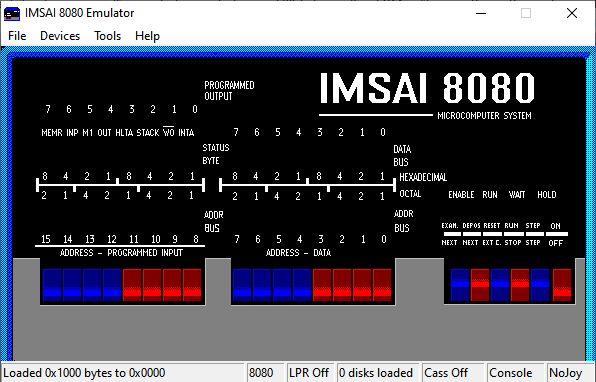 IMSAI 8080 Emulator
File Devices Tools Help
PROGRAMMED
OUTPUT
IMSAI 8080
MICROCOMPUTER SYSTEM
7 6 5 4 3 2 1 0
MEMR INP M1 OUT HLTA STACK WO INTA
7 6 5 4 3 2 1 0
STATUS
BYTE
DATA
BUS
8 4 2 1 8 4 2 1
8 4 2 1 8 4 2 1
HEXADECIMAL
2 1 4 2 1 4 2 1
2 1 4 2 1 4 2 1
OCTAL
ENABLE RUN WAIT HOLD
ADDR
BUS
ADDR
BUS
EXAM. DEPOS RESET RUN STEP ON
NEXT NEXT EXT C. STOP STEP OFF
15 14 13 12 11 10 9 8
7 6 5 4 3 2 1 0
ADDRESS - PROGRAMMED INPUT
ADDRESS - DATA
Loaded 0x1000 bytes to 0x0000 8080 LPR Off 0 disks loaded Cass Off Console NoJoy